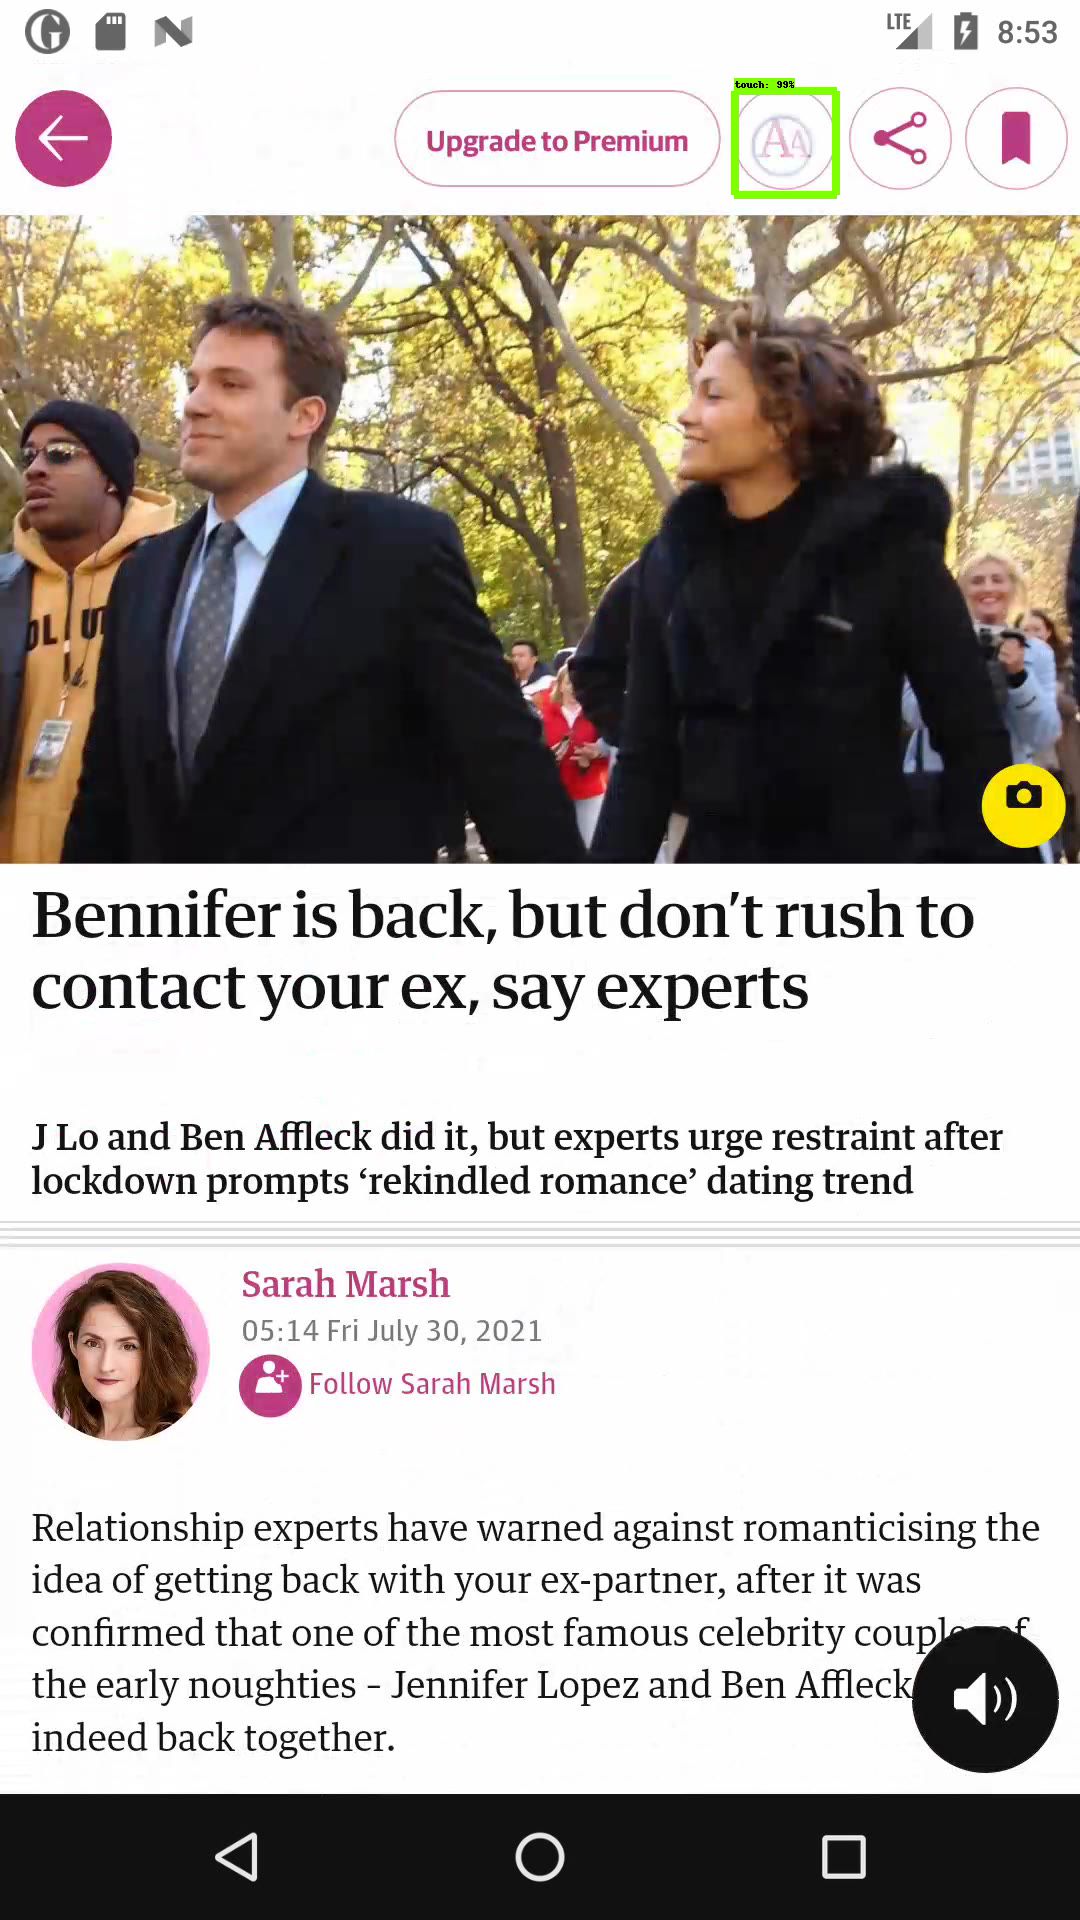 LTE 8:53
touch: 99%
Upgrade to Premium
AA
Bennifer is back, but don’t rush to
contact your ex, say experts
J Lo and Ben Affleck did it, but experts urge restraint after
lockdown prompts ‘rekindled romance’ dating trend
Sarah Marsh
05:14 Fri July 30, 2021
Follow Sarah Marsh
Relationship experts have warned against romanticising the
idea of getting back with your ex-partner, after it was
confirmed that one of the most famous celebrity of
the early noughties – Jennifer Lopez and Ben Affleck
indeed back together.